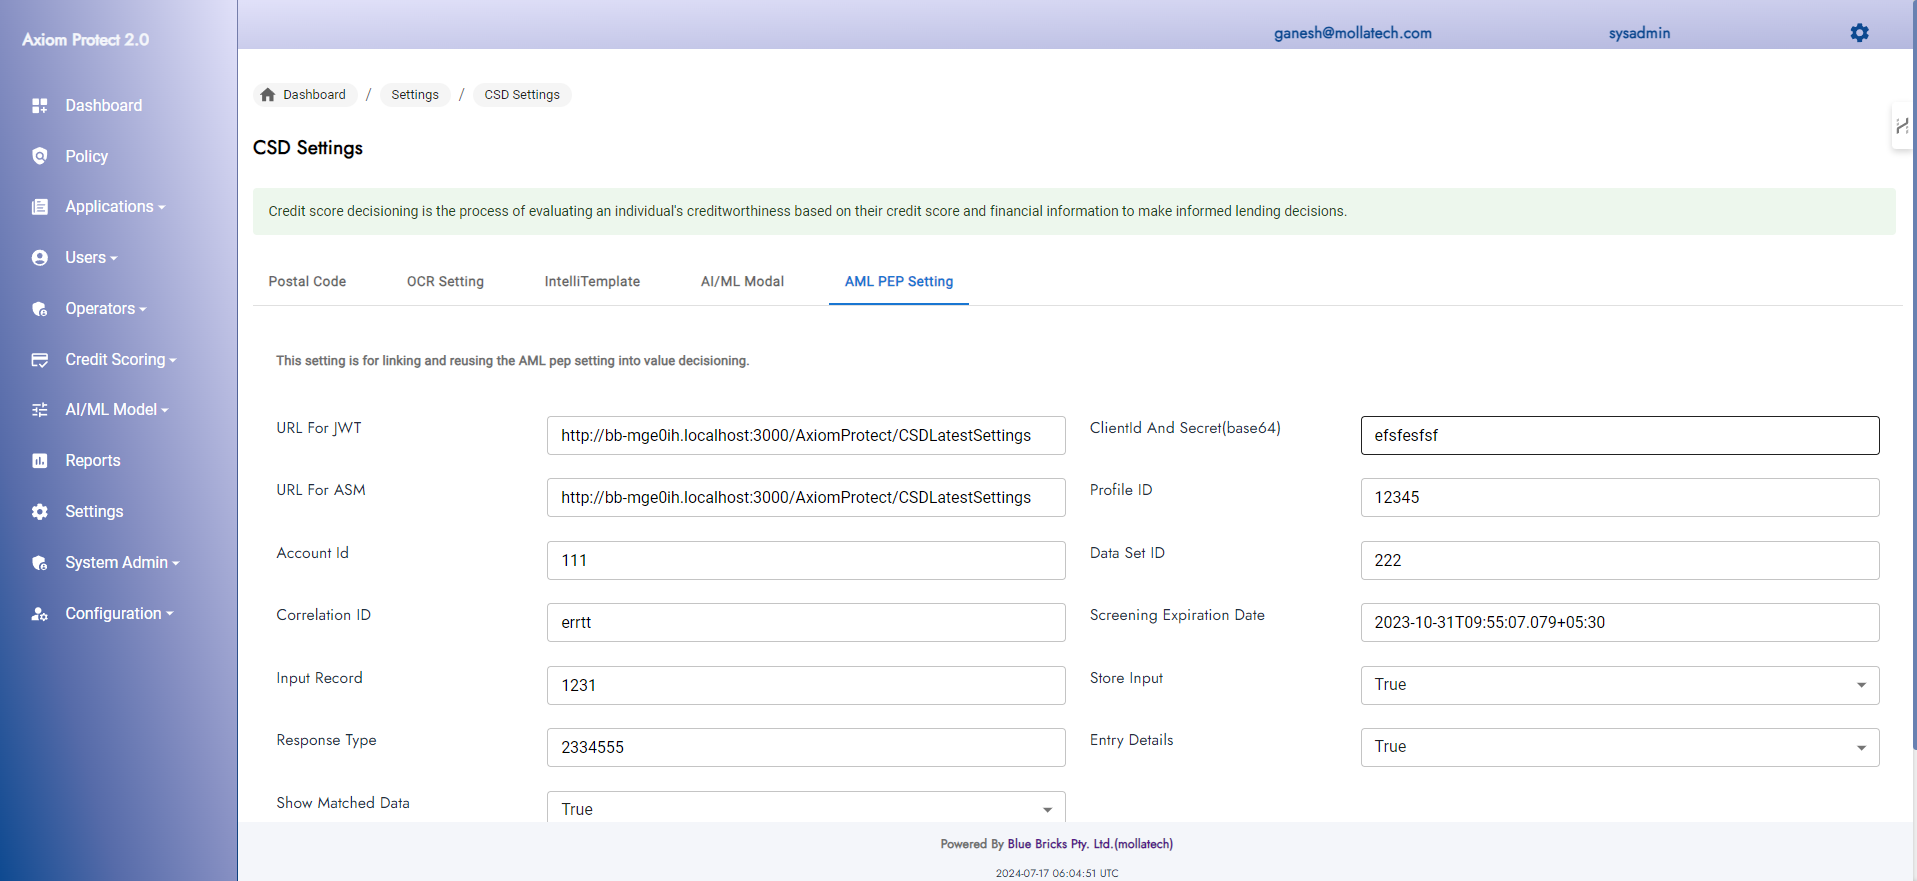 Axiom Protect 2.0
ganesh@mollatech.com
sysadmin
Dashboard
Policy
Applications
Users
Operators
Credit Scoring
AI/ML Model
Reports
Settings
System Admin
Configuration
Dashboard / Settings / CSD Settings
CSD Settings
Credit score decisioning is the process of evaluating an individual's creditworthiness based on their credit score and financial information to make informed lending decisions.
Postal Code OCR Setting IntelliTemplate AI/ML Modal AML PEP Setting
This setting is for linking and reusing the AML pep setting into value decisioning.
URL For JWT http://bb-mge0ih.localhost:3000/AxiomProtect/CSDLatestSettings ClientId And Secret(base64) efsfesfsf
URL For ASM http://bb-mge0ih.localhost:3000/AxiomProtect/CSDLatestSettings Profile ID 12345
Account Id 111 Data Set ID 222
Correlation ID errtt Screening Expiration Date 2023-10-31T09:55:07.079+05:30
Input Record 1231 Store Input True
Response Type 2334555 Entry Details True
Show Matched Data True
Powered By Blue Bricks Pty. Ltd.(mollatech)
2024-07-17 06:04:51 UTC